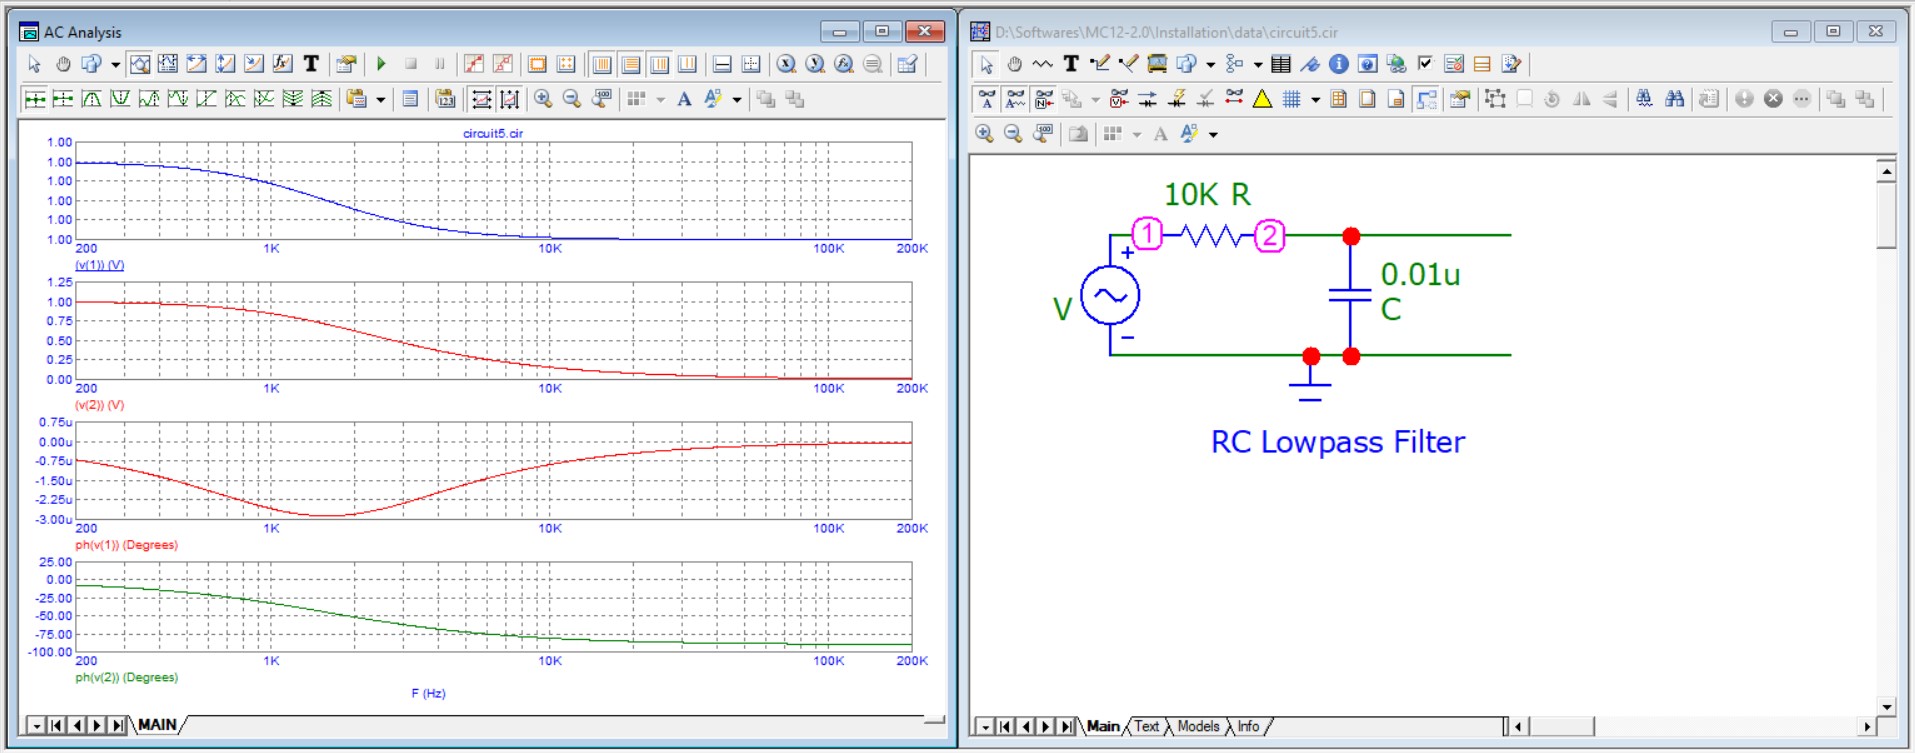 AC Analysis
circuit5.cir
1.00
1.00
1.00
1.00
1.00
1.00
200 1K 10K 100K 200K
(v(1)) (V)
1.25
1.00
0.75
0.50
0.25
0.00
200 1K 10K 100K 200K
(v(2)) (V)
0.75u
0.00u
-0.75u
-1.50u
-2.25u
-3.00u
200 1K 10K 100K 200K
ph(v(1)) (Degrees)
25.00
0.00
-25.00
-50.00
-75.00
-100.00
200 1K 10K 100K 200K
ph(v(2)) (Degrees)
F (Hz)
MAIN
D:\Softwares\MC12-2.0\Installation\data\circuit5.cir
10K R
1
2
+
V
−
0.01u
C
RC Lowpass Filter
Main Text Models Info